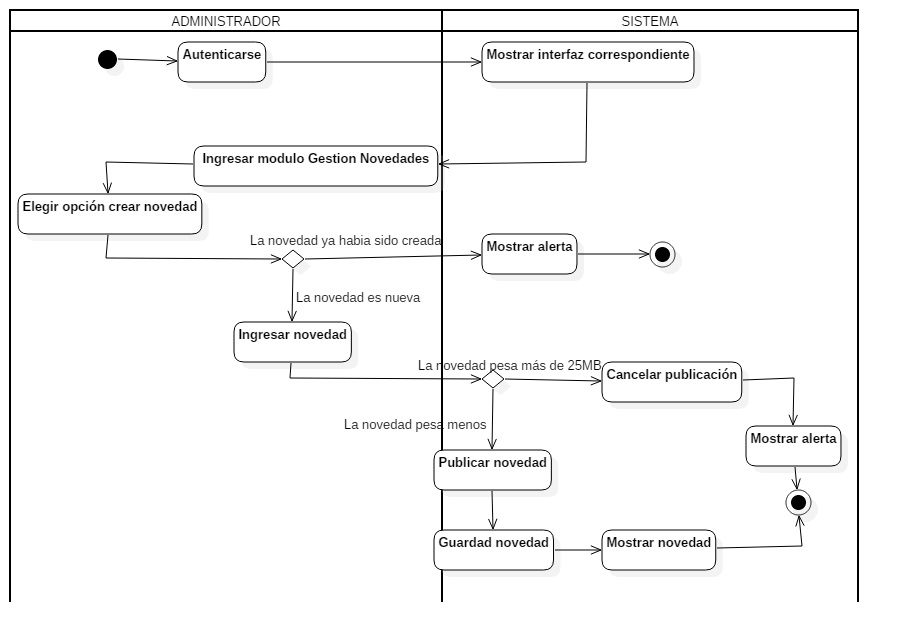 ADMINISTRADOR
SISTEMA
Autenticarse
Mostrar interfaz correspondiente
Ingresar modulo Gestion Novedades
Elegir opción crear novedad
La novedad ya habia sido creada
Mostrar alerta
La novedad es nueva
Ingresar novedad
La novedad pesa más de 25MB
Cancelar publicación
La novedad pesa menos
Mostrar alerta
Publicar novedad
Guardad novedad
Mostrar novedad